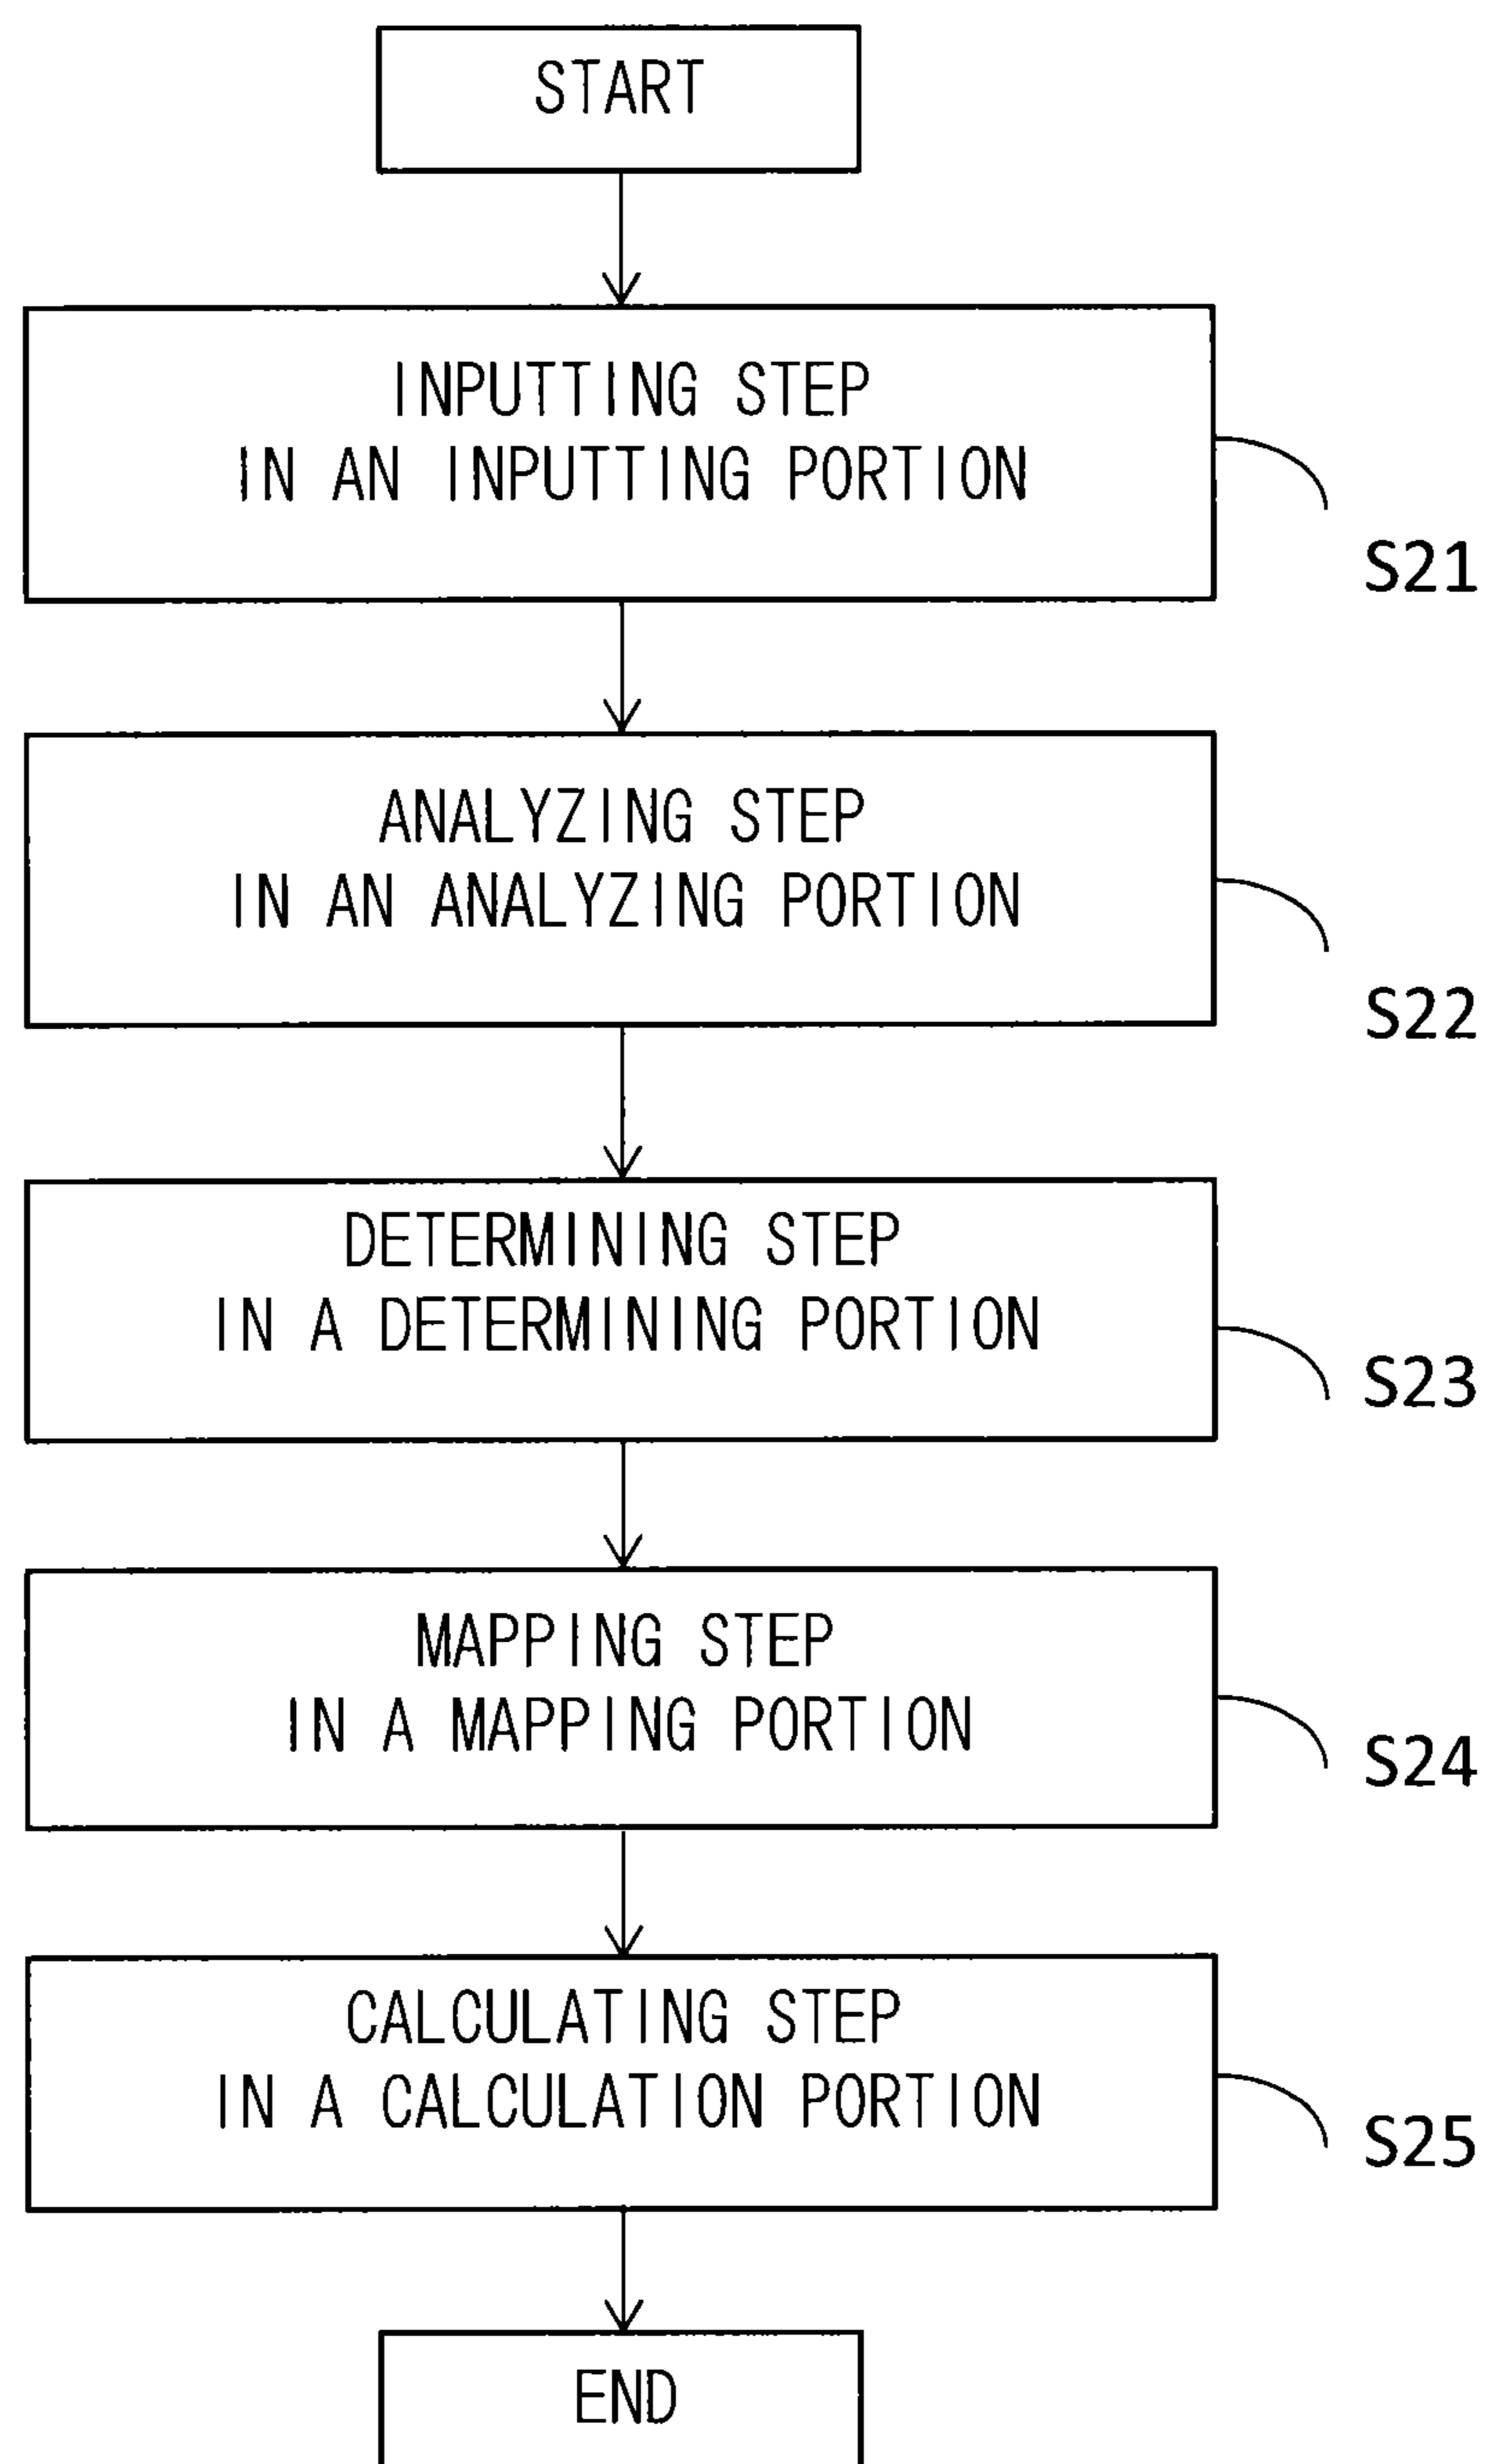 START
INPUTTING STEP
IN AN INPUTTING PORTION
S21
ANALYZING STEP
IN AN ANALYZING PORTION
S22
DETERMINING STEP
IN A DETERMINING PORTION
S23
MAPPING STEP
IN A MAPPING PORTION
S24
CALCULATING STEP
IN A CALCULATION PORTION
S25
END